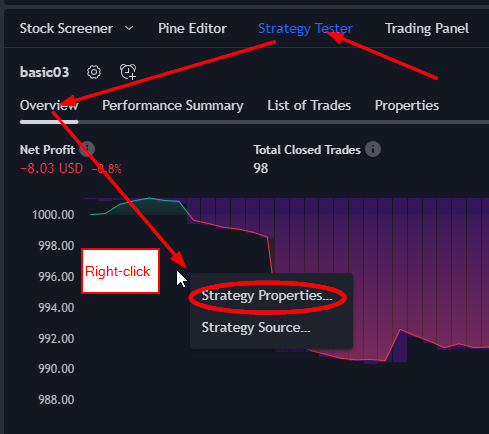 Stock Screener Pine Editor Strategy Tester Trading Panel
basic03
Overview Performance Summary List of Trades Properties
Net Profit Total Closed Trades
−8.03 USD −0.8% 98
1000.00
998.00
996.00
Right-click
Strategy Properties...
994.00
Strategy Source...
992.00
990.00
988.00